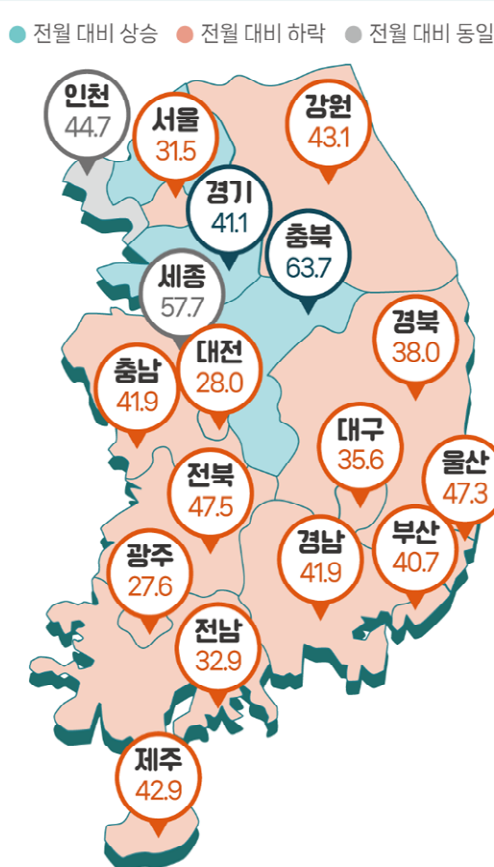 전월 대비 상승 전월 대비 하락 전월 대비 동일
인천
44.7
서울
31.5
강원
43.1
경기
41.1
충북
63.7
세종
57.7
대전
28.0
충남
41.9
경북
38.0
대구
35.6
울산
47.3
전북
47.5
경남
41.9
부산
40.7
광주
27.6
전남
32.9
제주
42.9